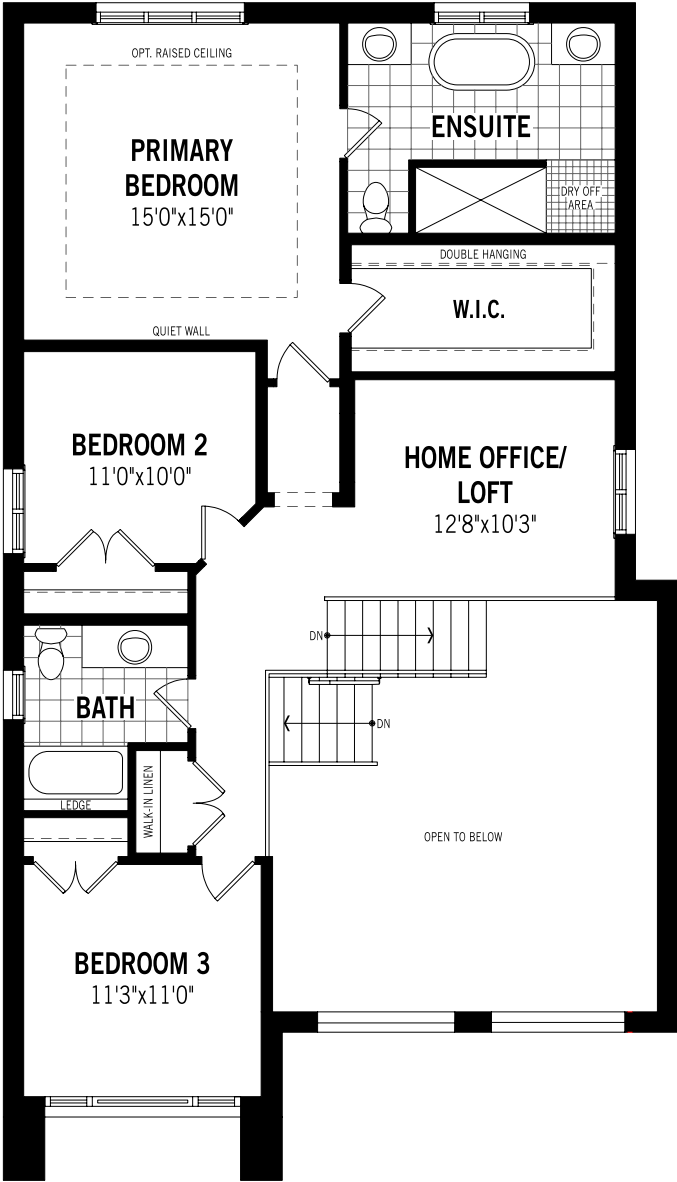 OPT. RAISED CEILING
PRIMARY
BEDROOM
15'0"x15'0"
QUIET WALL
ENSUITE
DRY OFF
AREA
DOUBLE HANGING
W.I.C.
BEDROOM 2
11'0"x10'0"
HOME OFFICE/
LOFT
12'8"x10'3"
DN
DN
BATH
LEDGE
WALK-IN LINEN
OPEN TO BELOW
BEDROOM 3
11'3"x11'0"